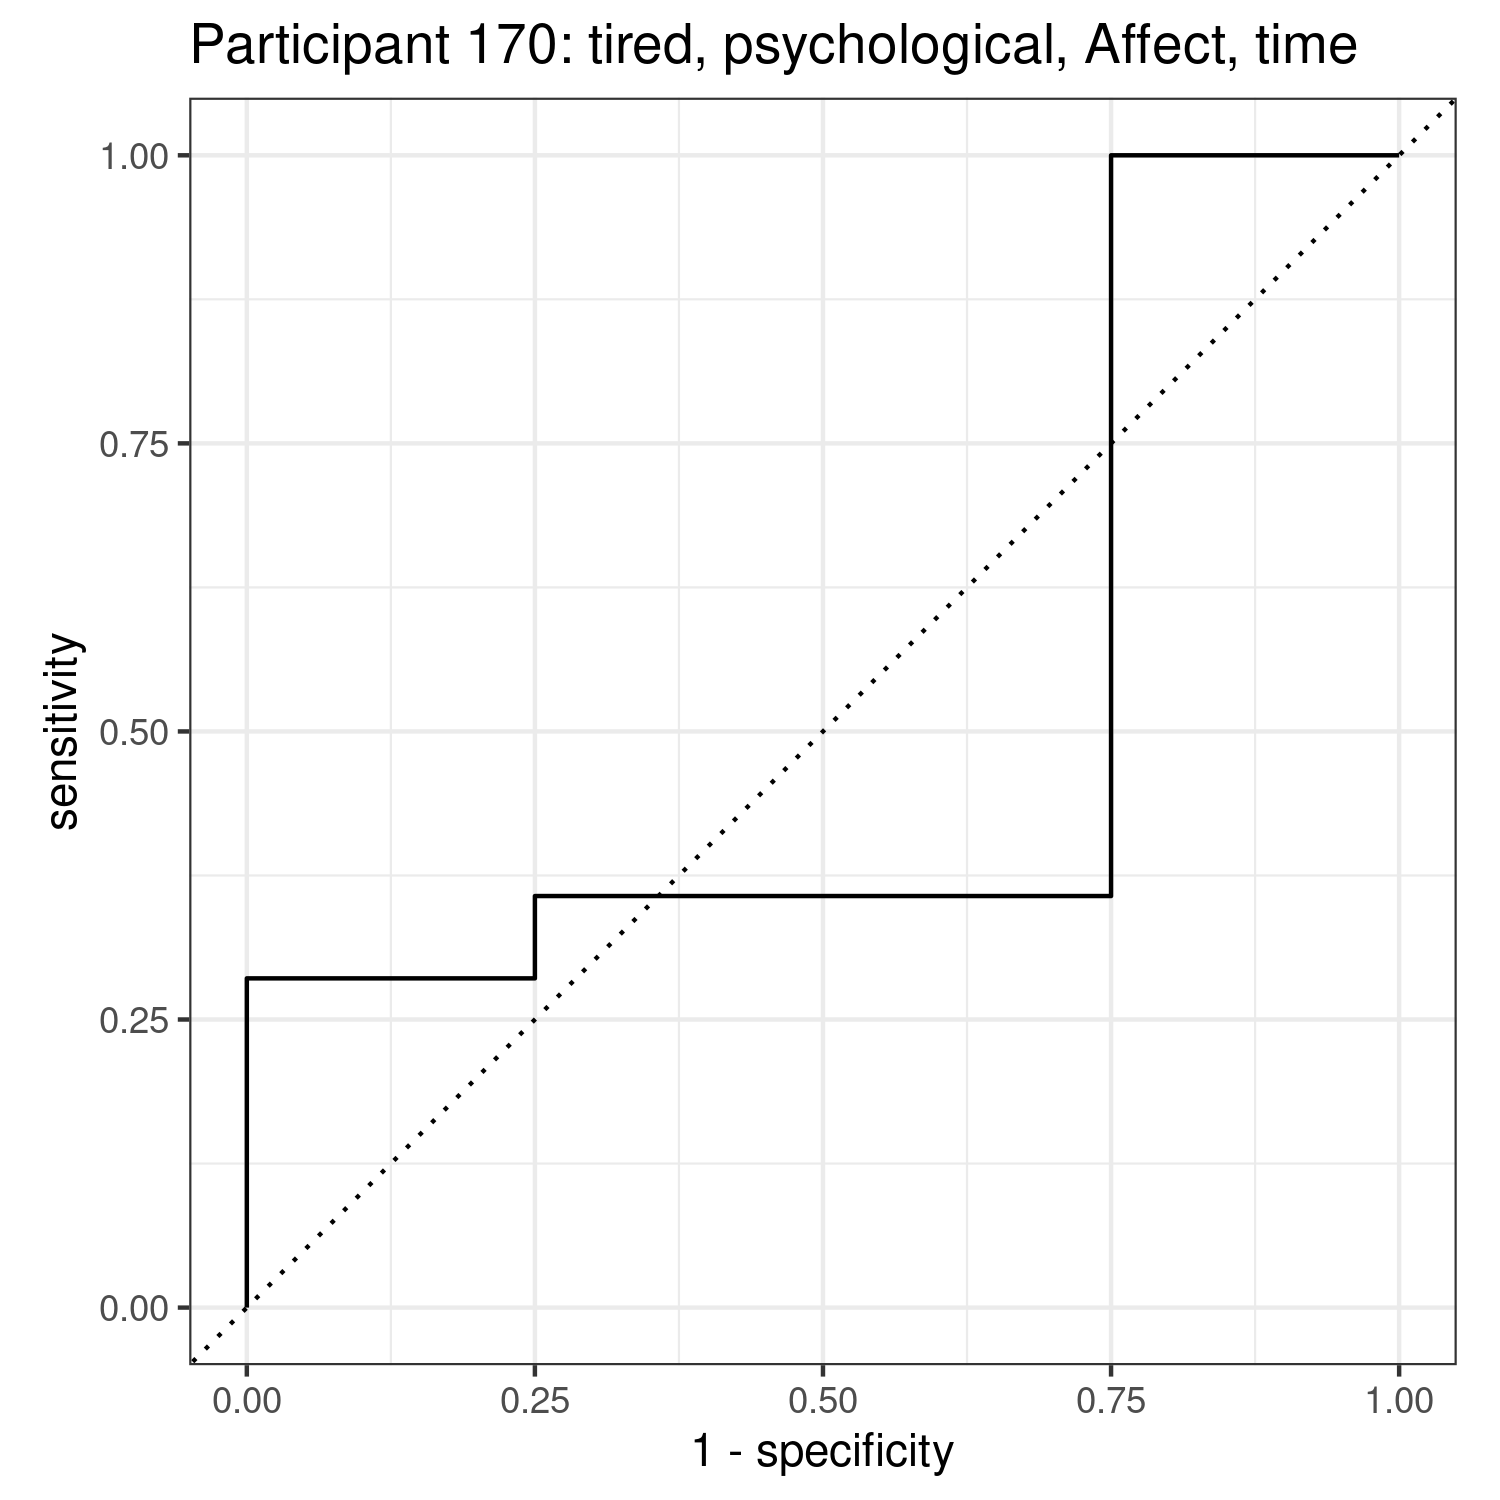 Participant 170: tired, psychological, Affect, time
1.00
0.75
0.50
0.25
0.00
sensitivity
0.00 0.25 0.50 0.75 1.00
1 - specificity